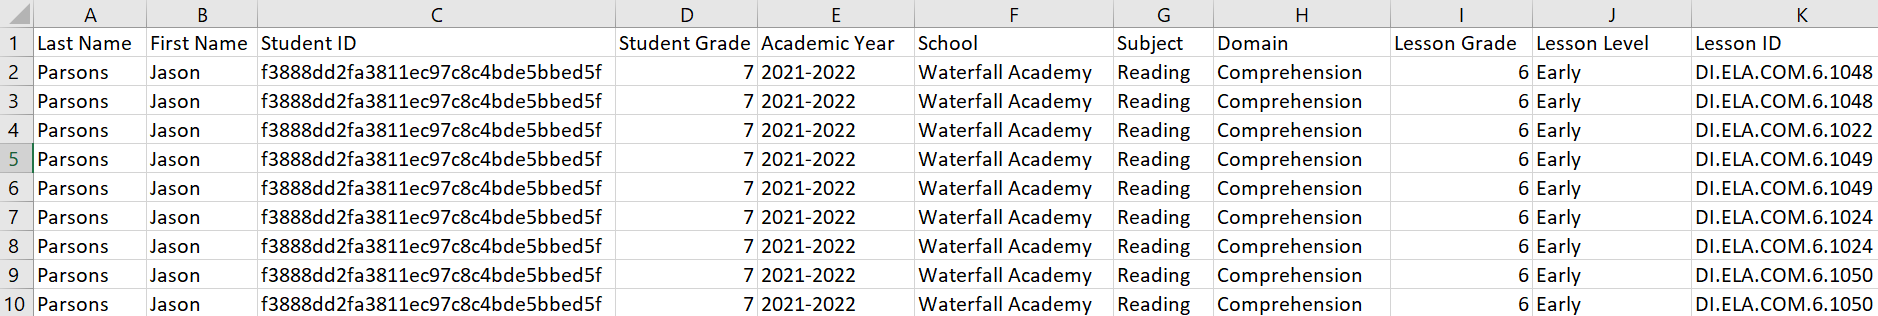 A B C D E F G H I J K
1 Last Name First Name Student ID Student Grade Academic Year School Subject Domain Lesson Grade Lesson Level Lesson ID
2 Parsons Jason f3888dd2fa3811ec97c8c4bde5bbed5f 7 2021-2022 Waterfall Academy Reading Comprehension 6 Early DI.ELA.COM.6.1048
3 Parsons Jason f3888dd2fa3811ec97c8c4bde5bbed5f 7 2021-2022 Waterfall Academy Reading Comprehension 6 Early DI.ELA.COM.6.1048
4 Parsons Jason f3888dd2fa3811ec97c8c4bde5bbed5f 7 2021-2022 Waterfall Academy Reading Comprehension 6 Early DI.ELA.COM.6.1022
5 Parsons Jason f3888dd2fa3811ec97c8c4bde5bbed5f 7 2021-2022 Waterfall Academy Reading Comprehension 6 Early DI.ELA.COM.6.1049
6 Parsons Jason f3888dd2fa3811ec97c8c4bde5bbed5f 7 2021-2022 Waterfall Academy Reading Comprehension 6 Early DI.ELA.COM.6.1049
7 Parsons Jason f3888dd2fa3811ec97c8c4bde5bbed5f 7 2021-2022 Waterfall Academy Reading Comprehension 6 Early DI.ELA.COM.6.1024
8 Parsons Jason f3888dd2fa3811ec97c8c4bde5bbed5f 7 2021-2022 Waterfall Academy Reading Comprehension 6 Early DI.ELA.COM.6.1024
9 Parsons Jason f3888dd2fa3811ec97c8c4bde5bbed5f 7 2021-2022 Waterfall Academy Reading Comprehension 6 Early DI.ELA.COM.6.1050
10 Parsons Jason f3888dd2fa3811ec97c8c4bde5bbed5f 7 2021-2022 Waterfall Academy Reading Comprehension 6 Early DI.ELA.COM.6.1050